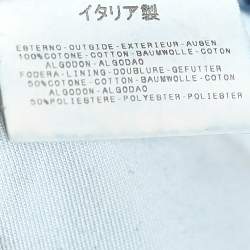 イタリア製
ESTERNO-OUTSIDE-EXTERIEUR-AUBEN
100%COTONE-COTTON-BAUMWOLLE-COTON
ALGODON-ALGODAO
FODERA-LINING-DOUBLURE-GEFUTTER
50%COTONE-COTTON-BAUMWOLLE-COTON
ALGODON-ALGODAO
50%POLIESTERE-POLYESTER-POLIESTER